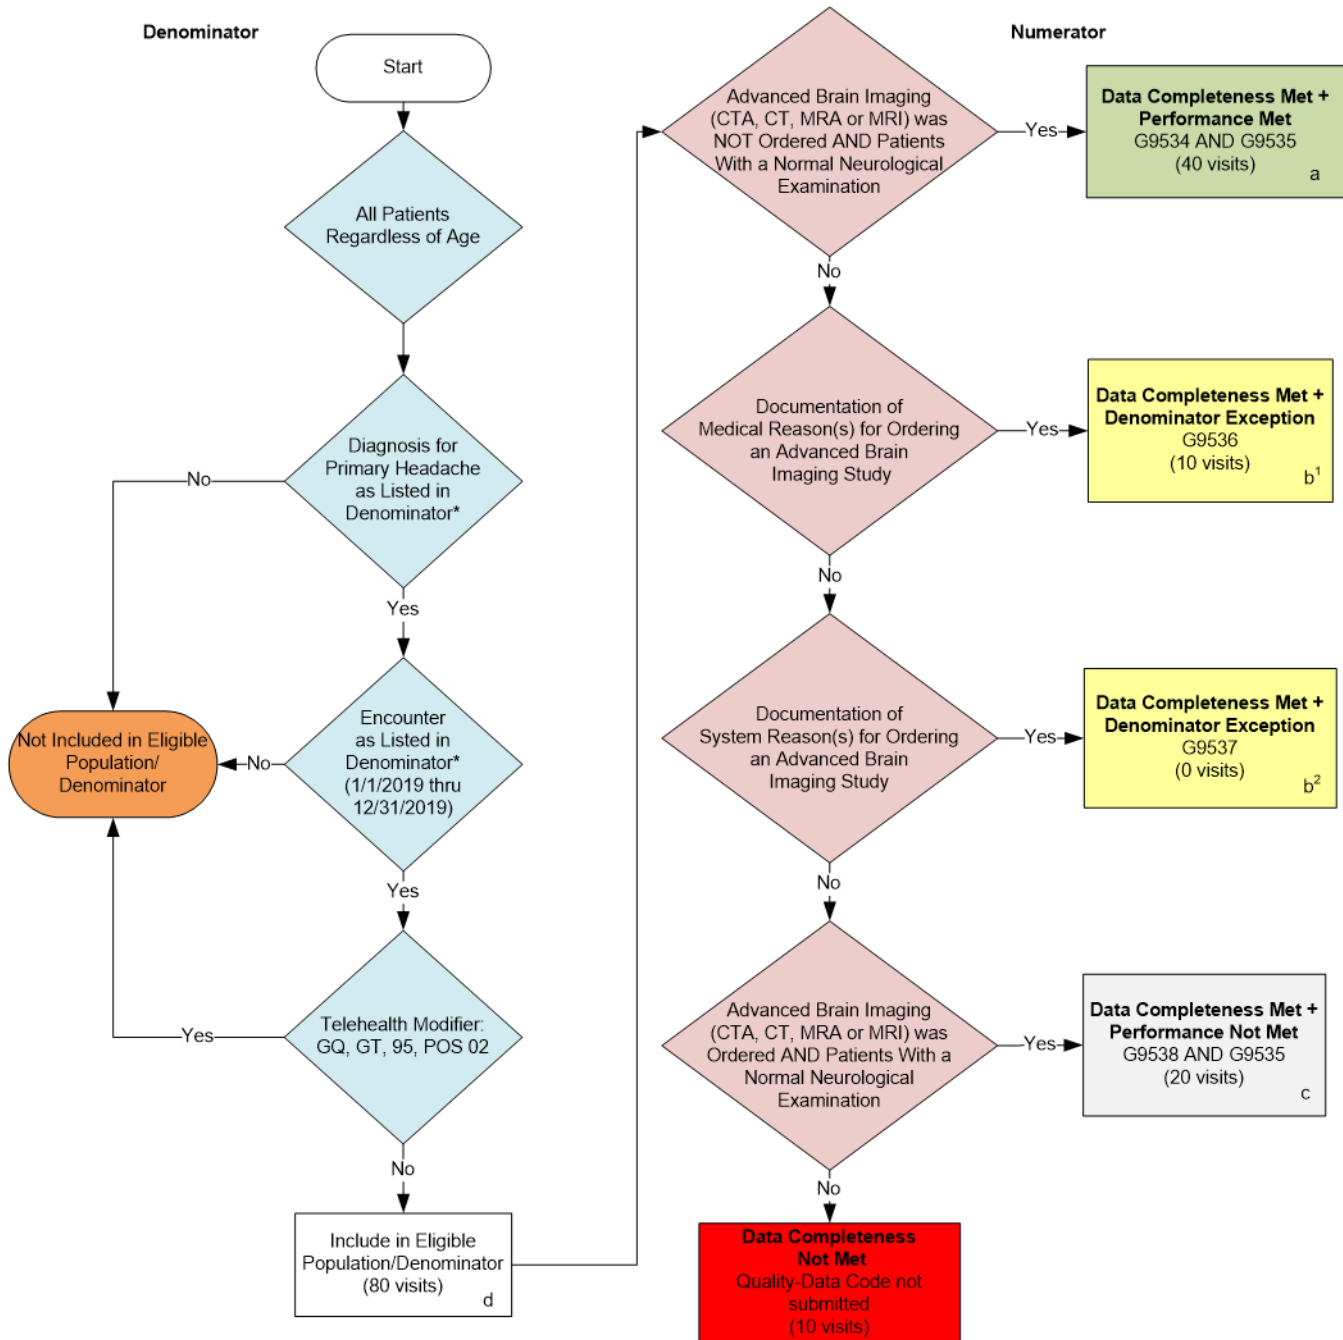 Denominator
Start
All Patients
Regardless of Age
Diagnosis for
Primary Headache
as Listed in
Denominator*
No
Yes
Encounter
as Listed in
Denominator*
(1/1/2019 thru
12/31/2019)
No
Not Included in Eligible
Population/
Denominator
Yes
Telehealth Modifier:
GQ, GT, 95, POS 02
Yes
No
Include in Eligible
Population/Denominator
(80 visits)
d
Numerator
Advanced Brain Imaging
(CTA, CT, MRA or MRI) was
NOT Ordered AND Patients
With a Normal Neurological
Examination
Yes
Data Completeness Met +
Performance Met
G9534 AND G9535
(40 visits)
a
No
Documentation of
Medical Reason(s) for Ordering
an Advanced Brain
Imaging Study
Yes
Data Completeness Met +
Denominator Exception
G9536
(10 visits)
b¹
No
Documentation of
System Reason(s) for Ordering
an Advanced Brain
Imaging Study
Yes
Data Completeness Met +
Denominator Exception
G9537
(0 visits)
b²
No
Advanced Brain Imaging
(CTA, CT, MRA or MRI) was
Ordered AND Patients With a
Normal Neurological
Examination
Yes
Data Completeness Met +
Performance Not Met
G9538 AND G9535
(20 visits)
c
No
Data Completeness
Not Met
Quality-Data Code not
submitted
(10 visits)